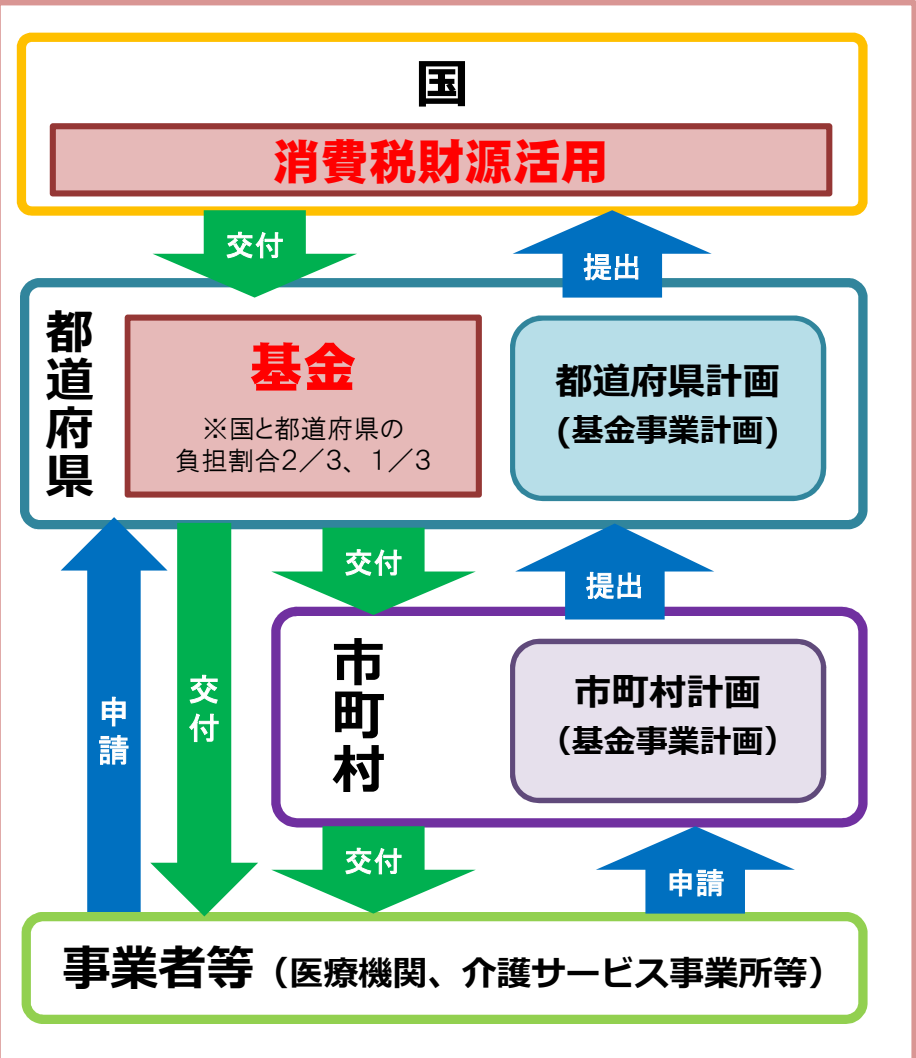 国
消費税財源活用
交付
提出
都道府県
基金
※国と都道府県の
負担割合2／3、1／3
都道府県計画
(基金事業計画)
申請
交付
交付
提出
市町村
市町村計画
（基金事業計画）
交付
申請
事業者等（医療機関、介護サービス事業所等）